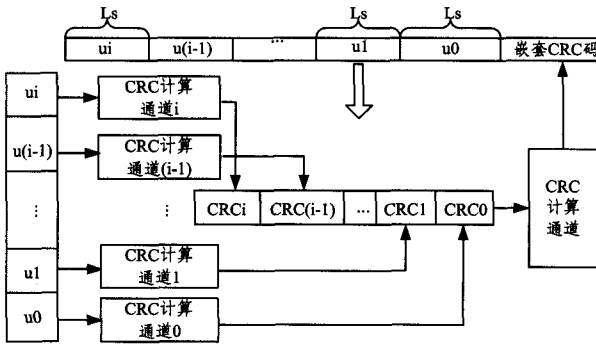 Ls Ls Ls
ui u(i-1) ... u1 u0 嵌套CRC码
ui
CRC计算
通道i
u(i-1)
CRC计算
通道(i-1)
CRC
计算
通道
⋮ ⋮ CRCi CRC(i-1) ... CRC1 CRC0
u1
CRC计算
通道1
u0
CRC计算
通道0